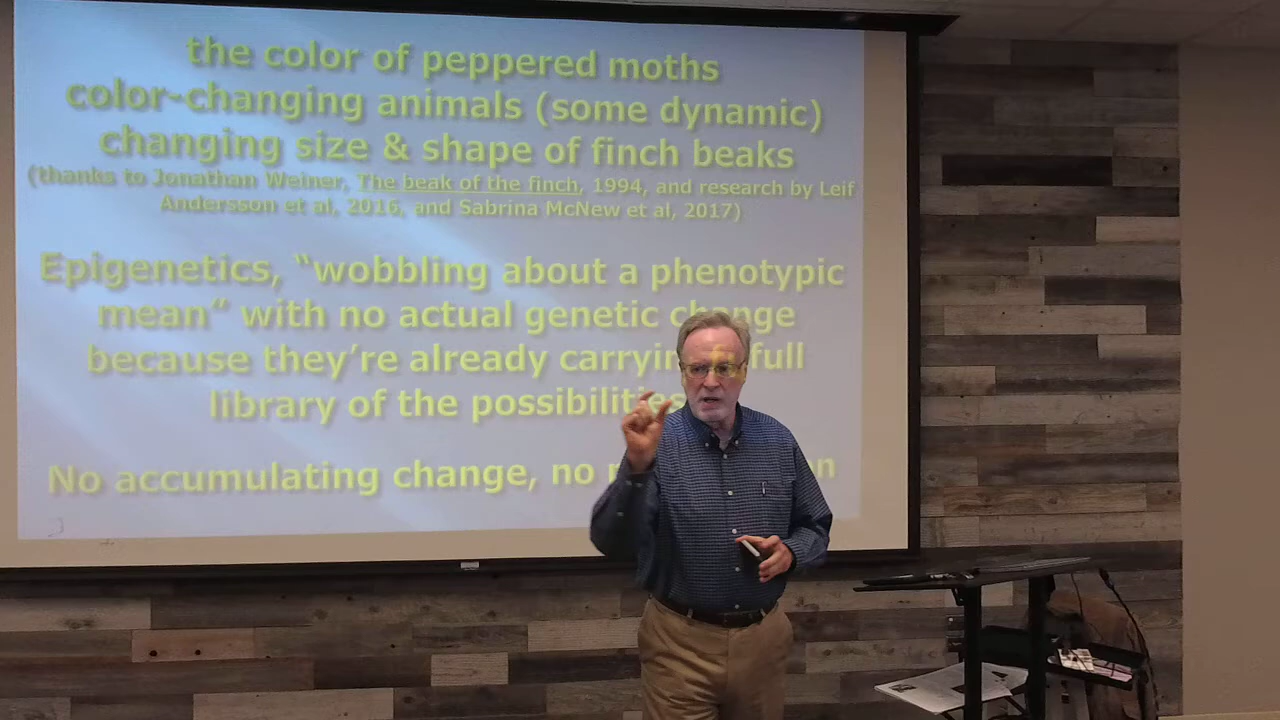 the color of peppered moths
color-changing animals (some dynamic)
changing size & shape of finch beaks
(thanks to Jonathan Weiner, The beak of the finch, 1994, and research by Leif
Andersson et al, 2016, and Sabrina McNew et al, 2017)
Epigenetics, “wobbling about a phenotypic
mean” with no actual genetic change
because they’re already full
library of the possibilities
No accumulating change, no